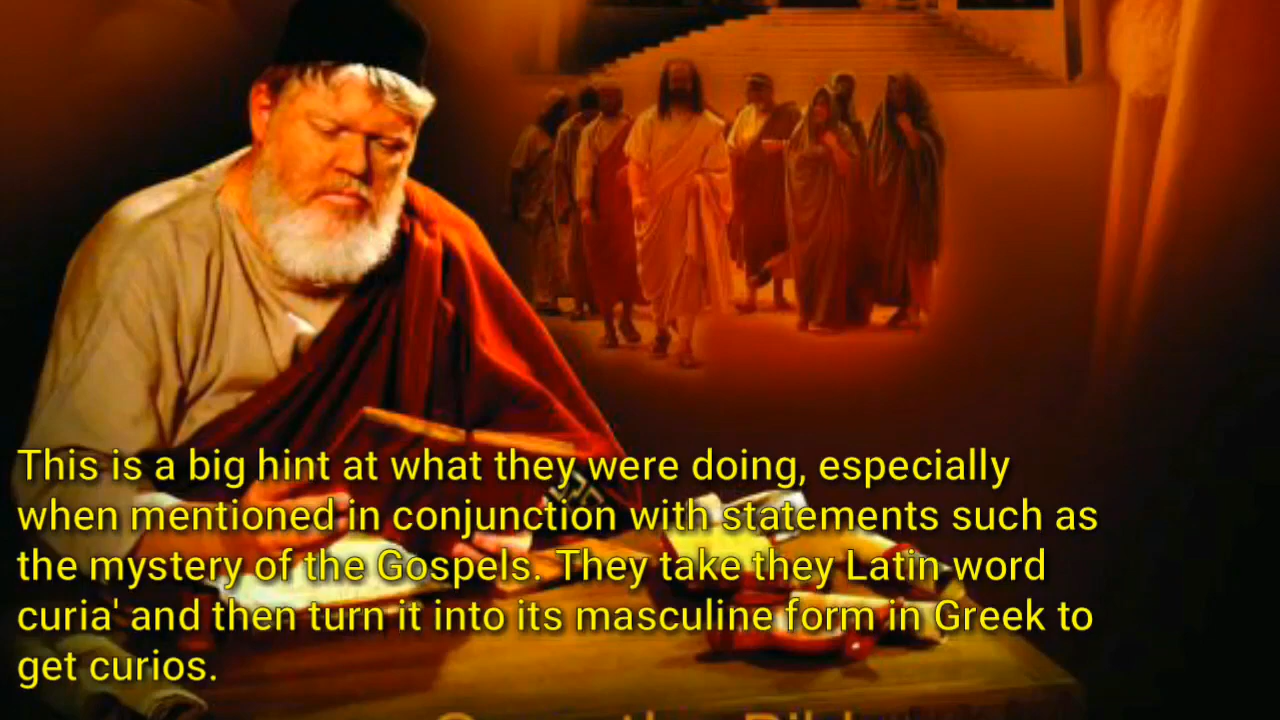 This is a big hint at what they were doing, especially
when mentioned in conjunction with statements such as
the mystery of the Gospels. They take they Latin word
curia' and then turn it into its masculine form in Greek to
get curios.